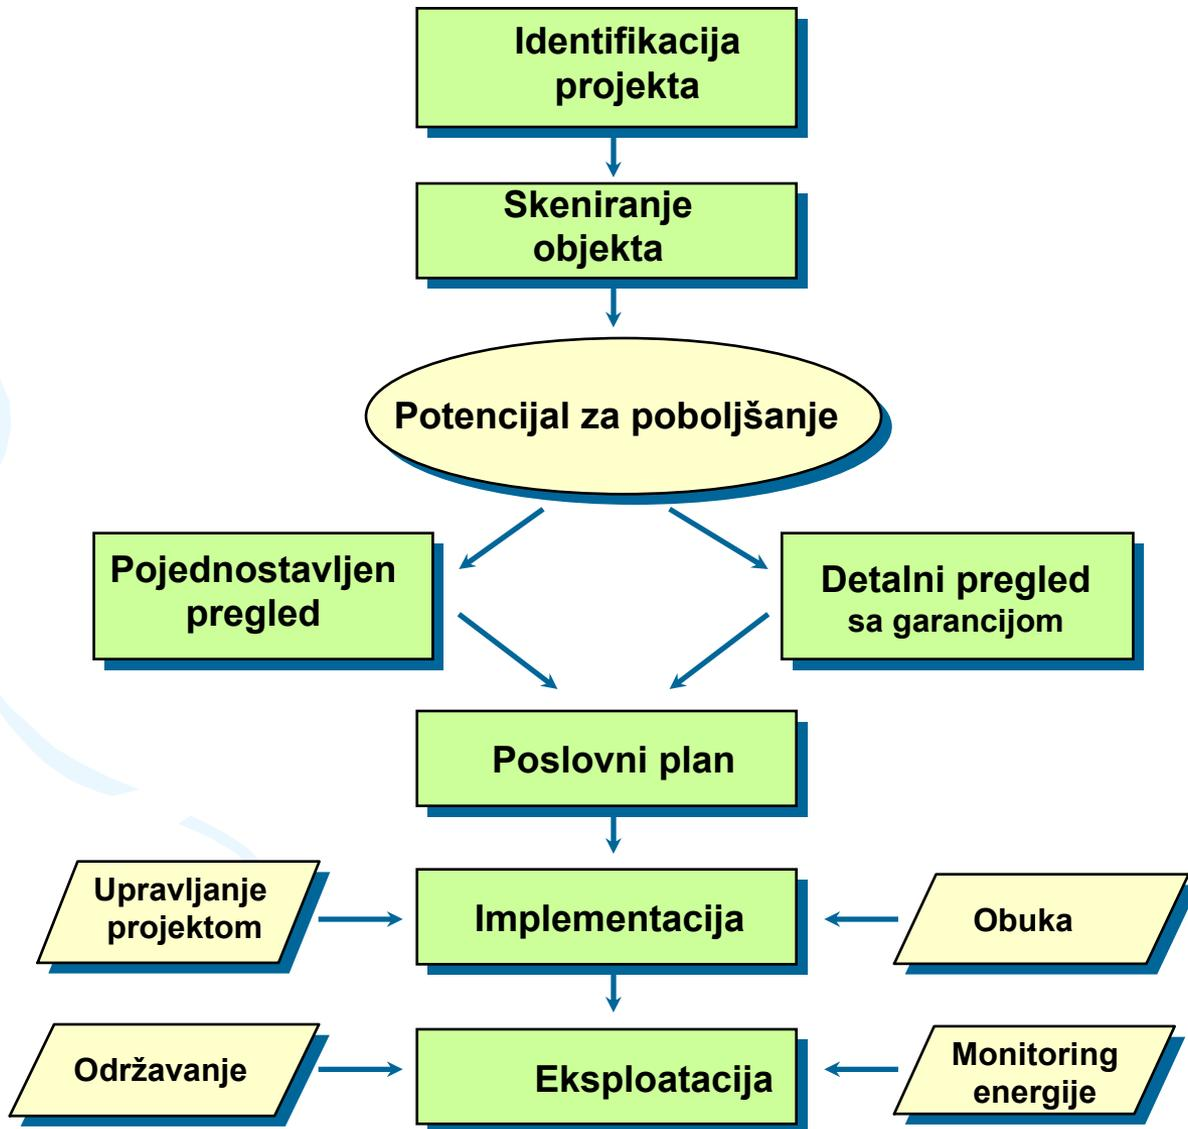 Identifikacija
projekta
Skeniranje
objekta
Potencijal za poboljšanje
Pojednostavljen
pregled
Detalni pregled
sa garancijom
Poslovni plan
Upravljanje
projektom
Implementacija
Obuka
Održavanje
Eksploatacija
Monitoring
energije